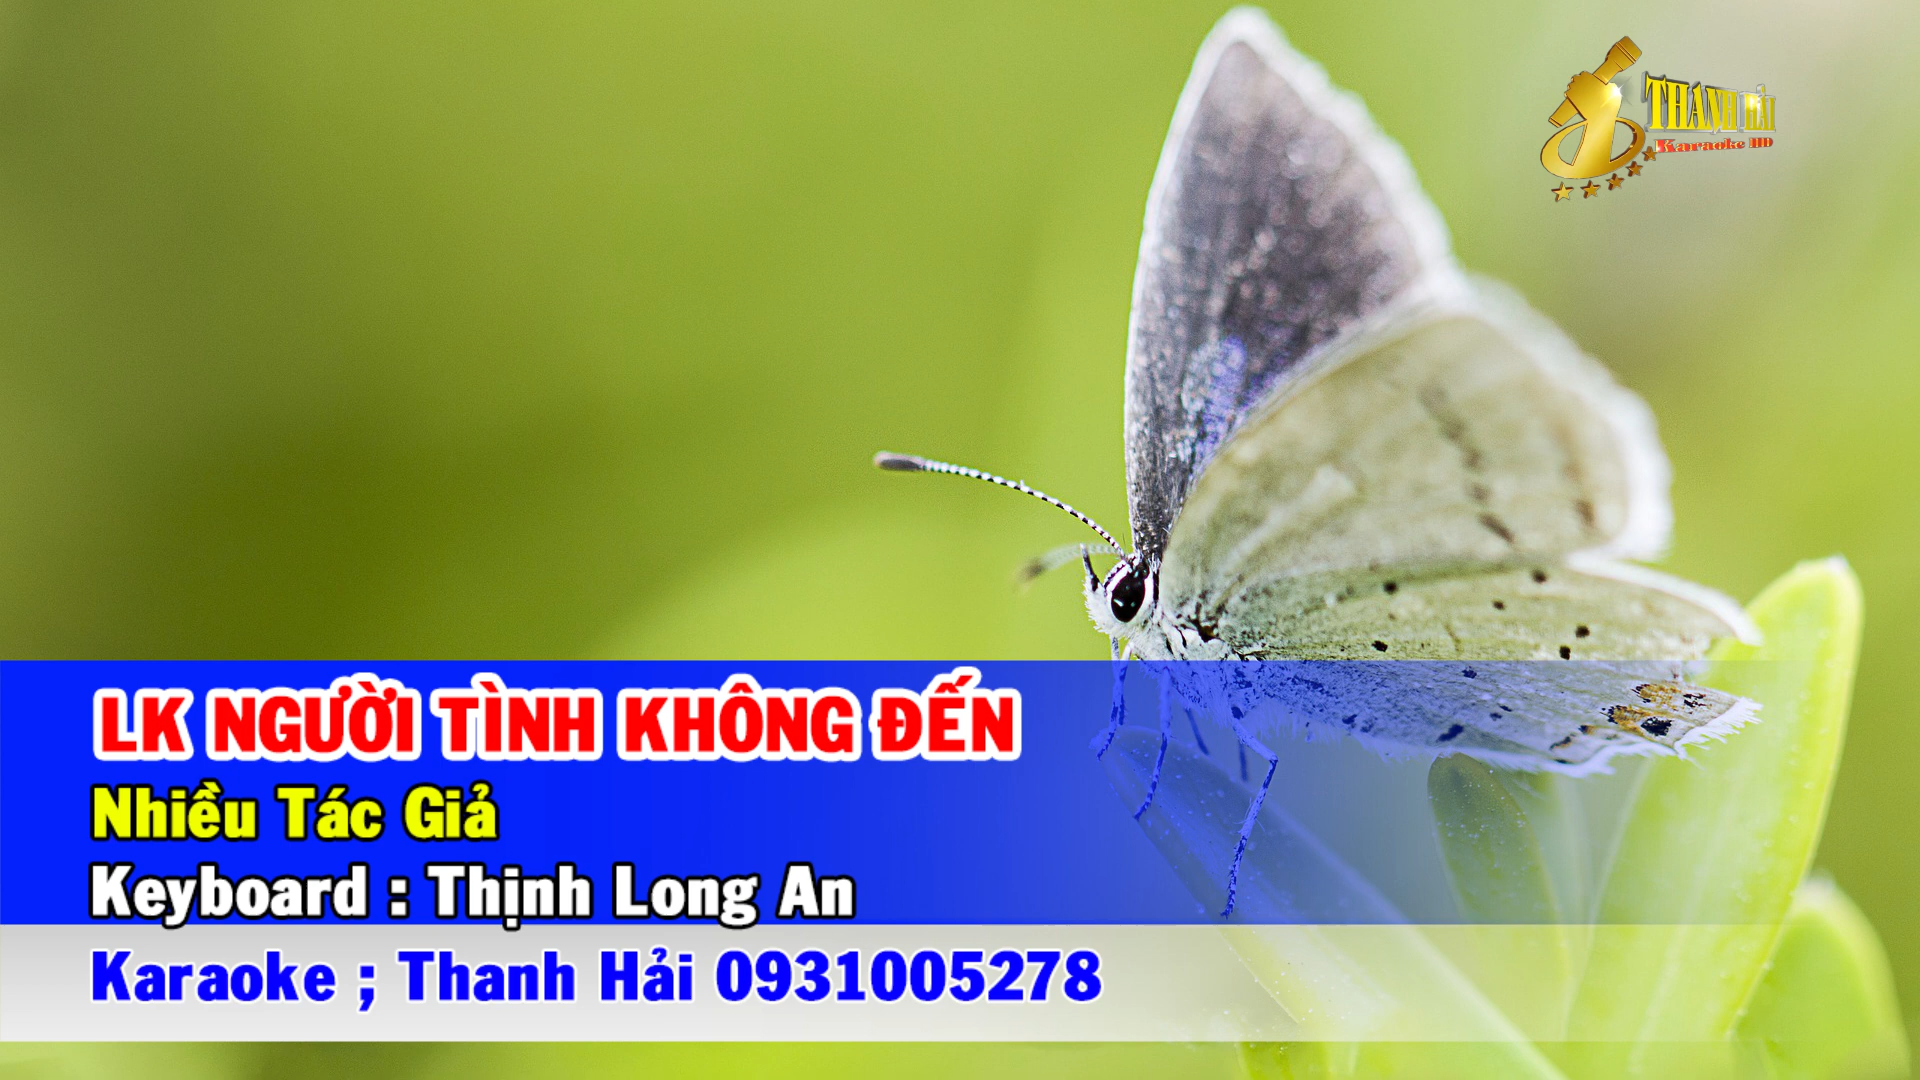 THANH HẢI
Karaoke HD
LK NGƯỜI TÌNH KHÔNG ĐẾN
Nhiều Tác Giả
Keyboard : Thịnh Long An
Karaoke ; Thanh Hải 0931005278